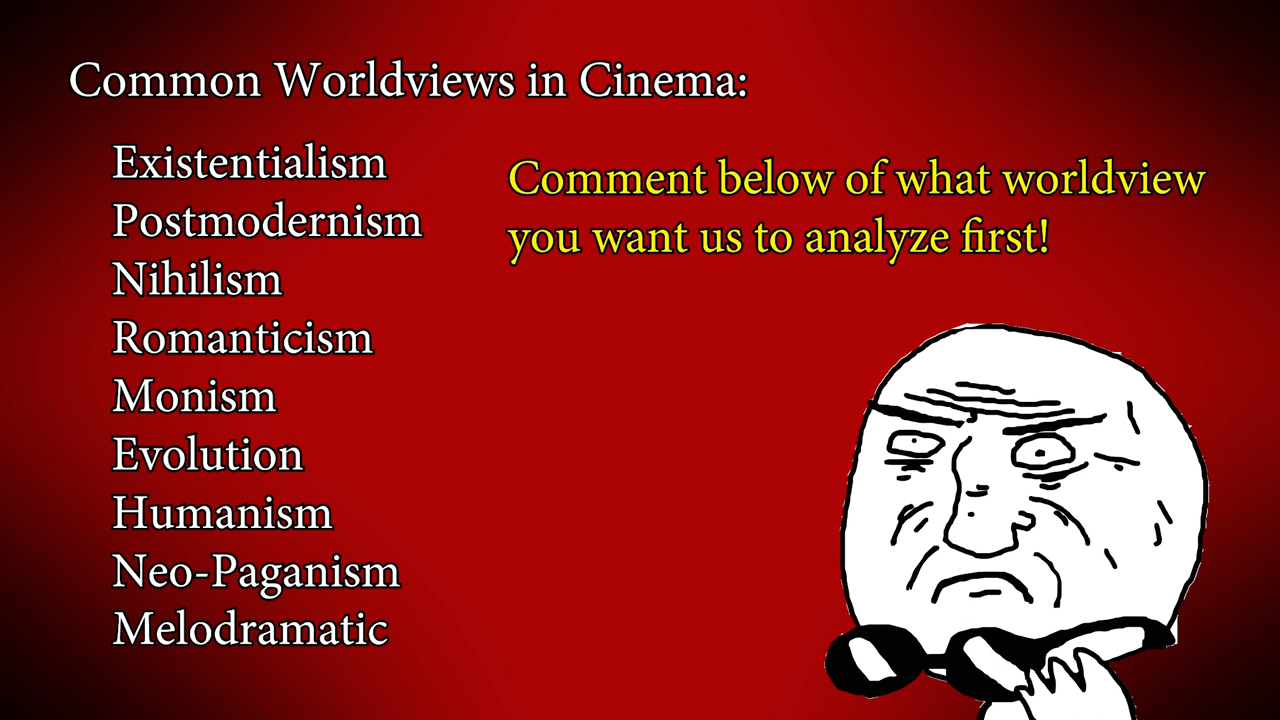 Common Worldviews in Cinema:
Existentialism
Postmodernism
Nihilism
Romanticism
Monism
Evolution
Humanism
Neo-Paganism
Melodramatic
Comment below of what worldview
you want us to analyze first!